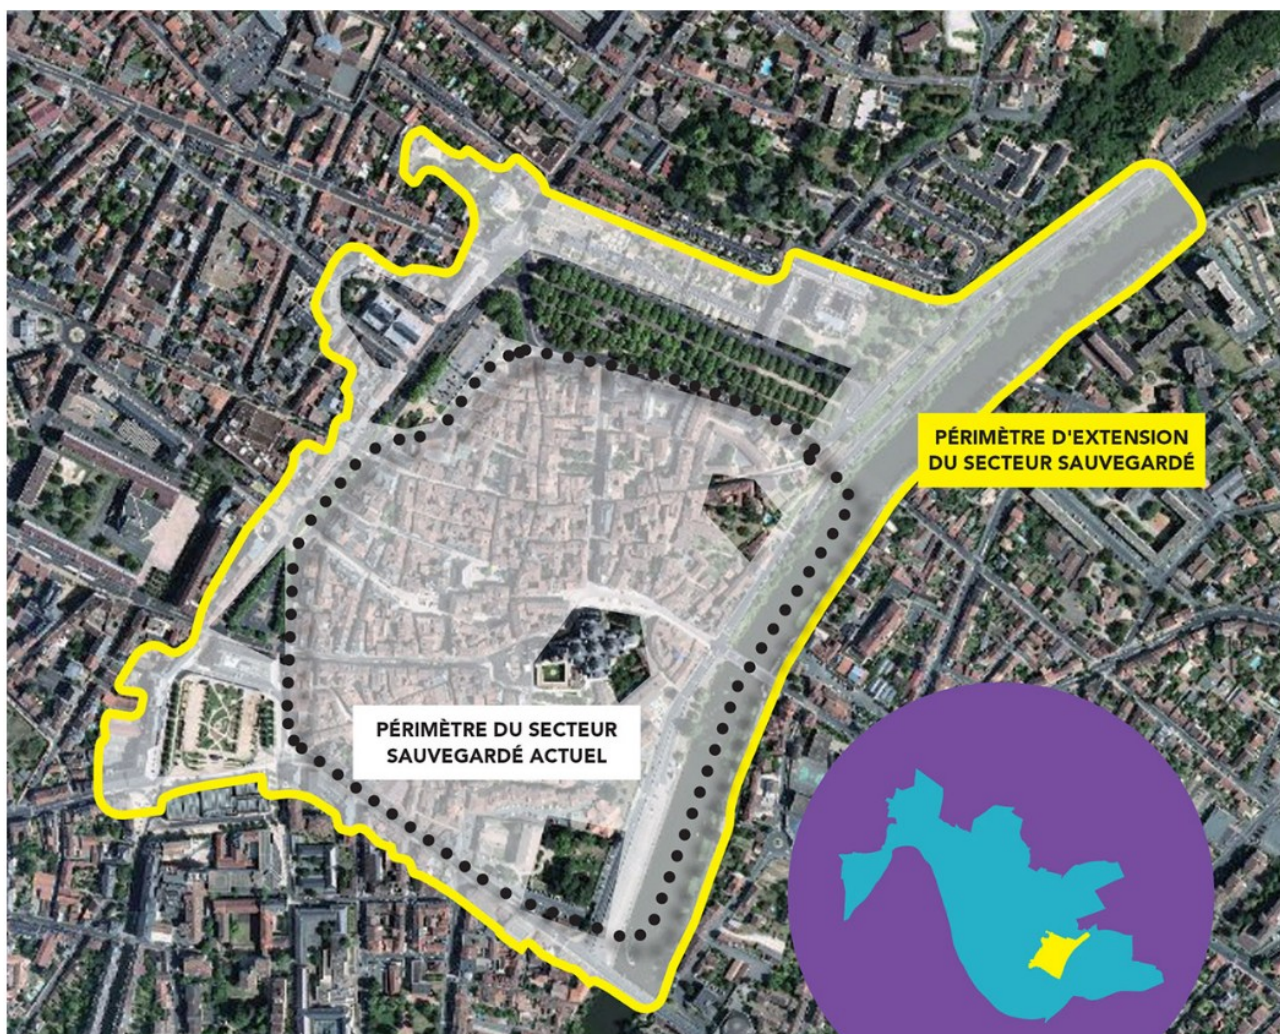 PÉRIMÈTRE D'EXTENSION
DU SECTEUR SAUVEGARDÉ
PÉRIMÈTRE DU SECTEUR
SAUVEGARDÉ ACTUEL